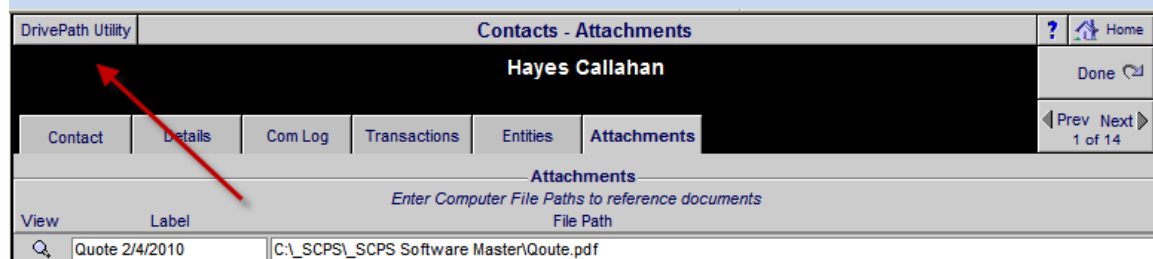 DrivePath Utility Contacts - Attachments ? Home
Hayes Callahan
Done
Contact Details Com Log Transactions Entities Attachments
Prev Next
1 of 14
Attachments
Enter Computer File Paths to reference documents
View Label File Path
Quote 2/4/2010 C:\_SCPS\_SCPS Software Master\Qoute.pdf